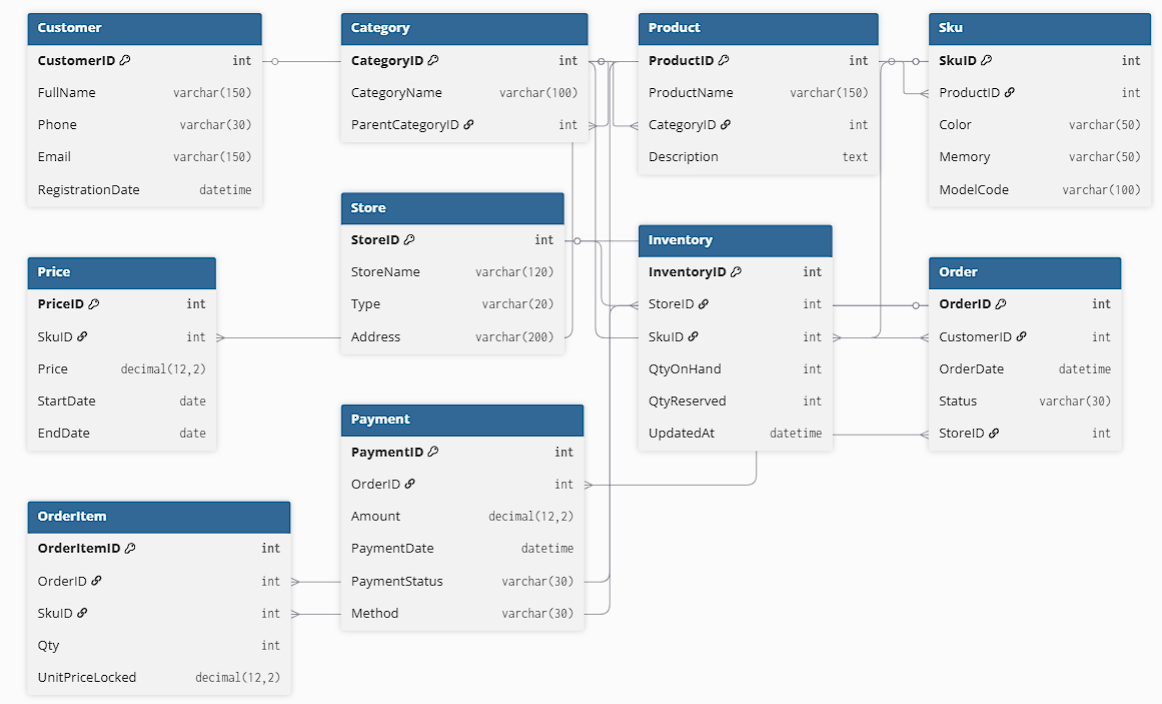 Customer
CustomerID int
FullName varchar(150)
Phone varchar(30)
Email varchar(150)
RegistrationDate datetime
Category
CategoryID int
CategoryName varchar(100)
ParentCategoryID int
Product
ProductID int
ProductName varchar(150)
CategoryID int
Description text
Sku
SkuID int
ProductID int
Color varchar(50)
Memory varchar(50)
ModelCode varchar(100)
Store
StoreID int
StoreName varchar(120)
Type varchar(20)
Address varchar(200)
Inventory
InventoryID int
StoreID int
SkuID int
QtyOnHand int
QtyReserved int
UpdatedAt datetime
Price
PriceID int
SkuID int
Price decimal(12,2)
StartDate date
EndDate date
Order
OrderID int
CustomerID int
OrderDate datetime
Status varchar(30)
StoreID int
Payment
PaymentID int
OrderID int
Amount decimal(12,2)
PaymentDate datetime
PaymentStatus varchar(30)
Method varchar(30)
OrderItem
OrderItemID int
OrderID int
SkuID int
Qty int
UnitPriceLocked decimal(12,2)